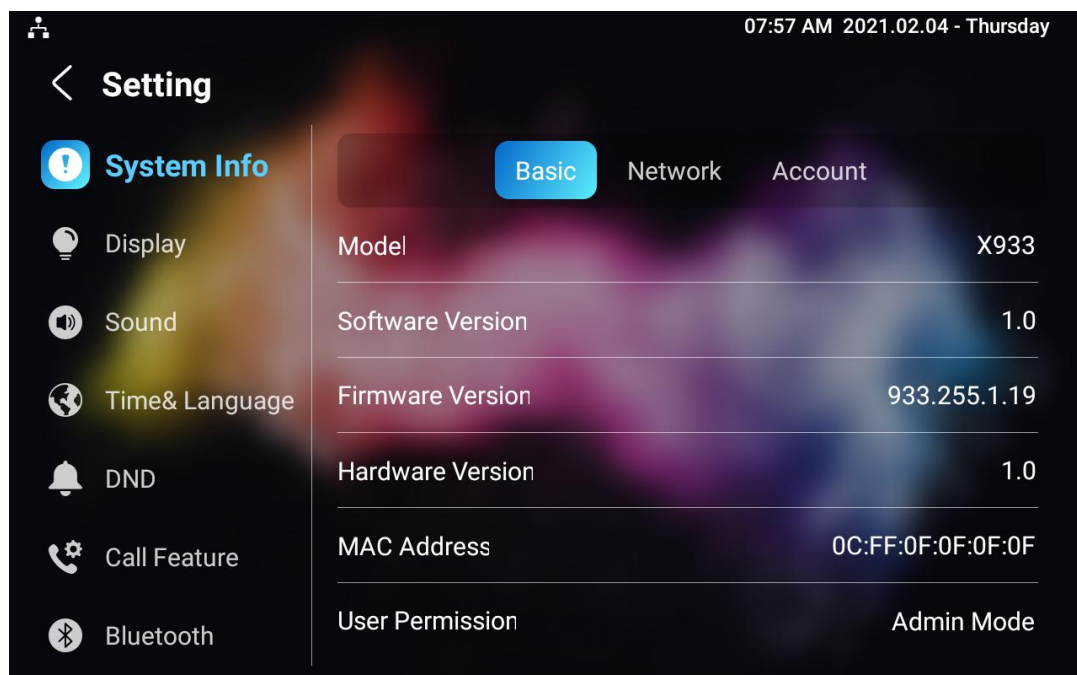 07:57 AM 2021.02.04 - Thursday
Setting
System Info
Display
Sound
Time& Language
DND
Call Feature
Bluetooth
Basic Network Account
Model X933
Software Version 1.0
Firmware Version 933.255.1.19
Hardware Version 1.0
MAC Address 0C:FF:0F:0F:0F:0F
User Permission Admin Mode